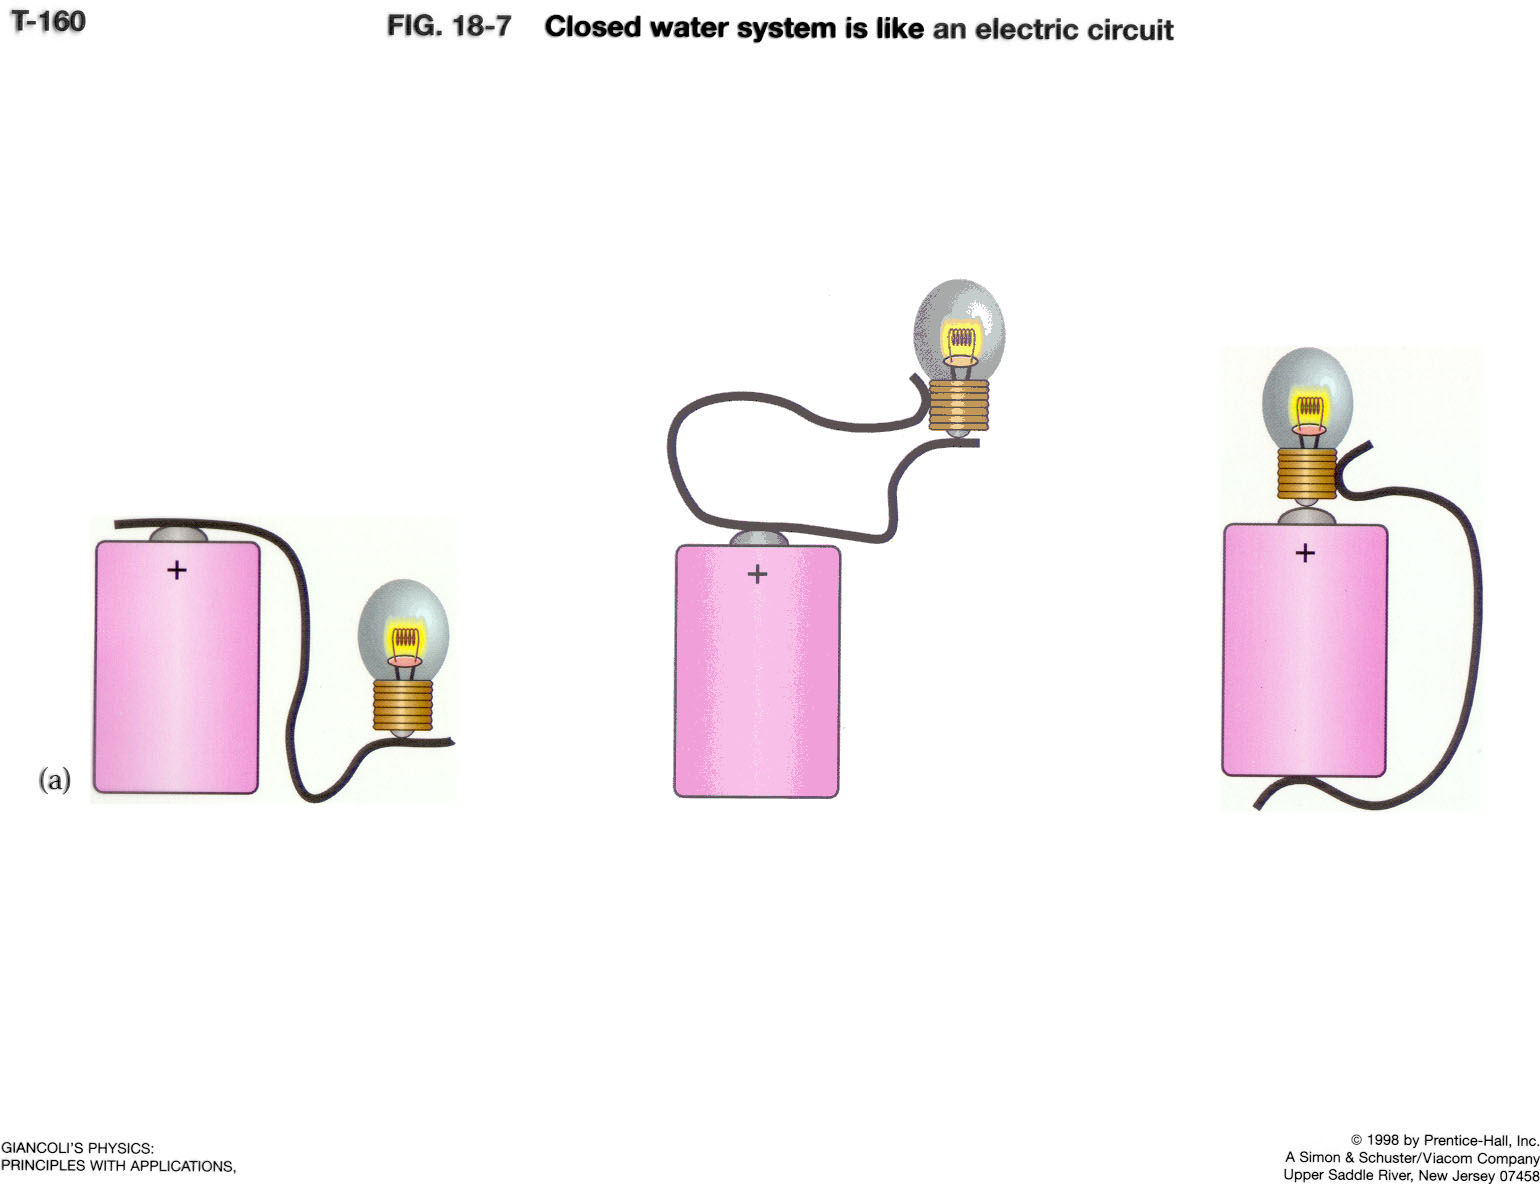 T-160
FIG. 18-7 Closed water system is like an electric circuit
+
+
+
(a)
GIANCOLI'S PHYSICS:
PRINCIPLES WITH APPLICATIONS,
© 1998 by Prentice-Hall, Inc.
A Simon & Schuster/Viacom Company
Upper Saddle River, New Jersey 07458